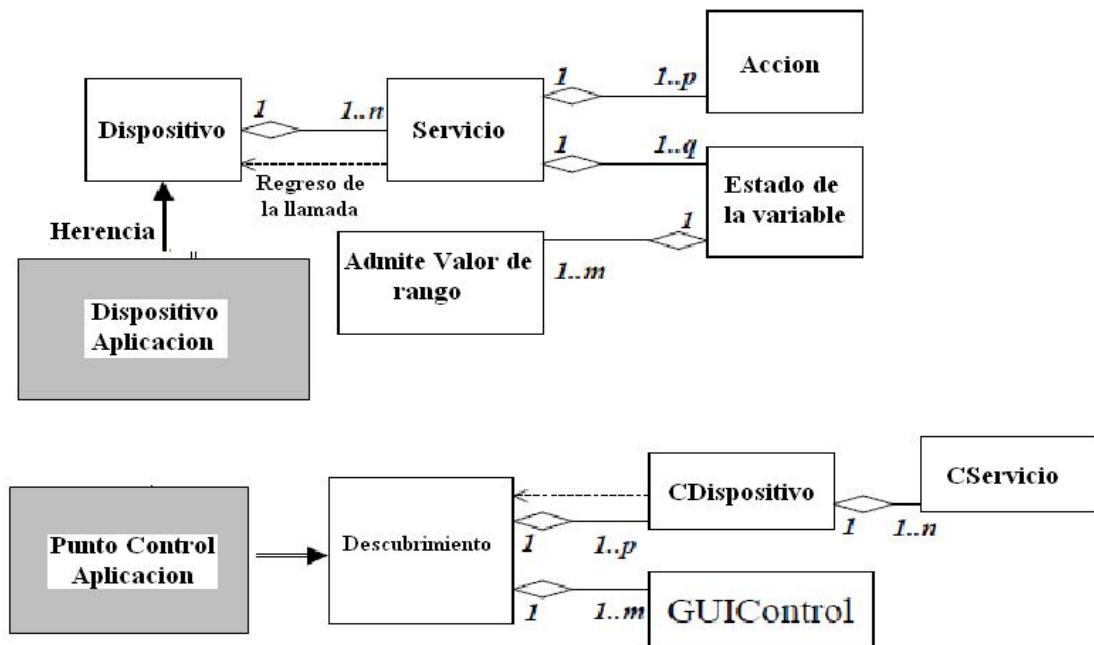 Accion
1
1..p
Dispositivo
1
1..n
Servicio
1
1..q
Regreso de
la llamada
Estado de
la variable
1
Herencia
Admite Valor de
rango
1..m
Dispositivo
Aplicacion
CServicio
CDispositivo
1
1..n
Punto Control
Aplicacion
Descubrimiento
1
1..p
1
1..m
GUIControl